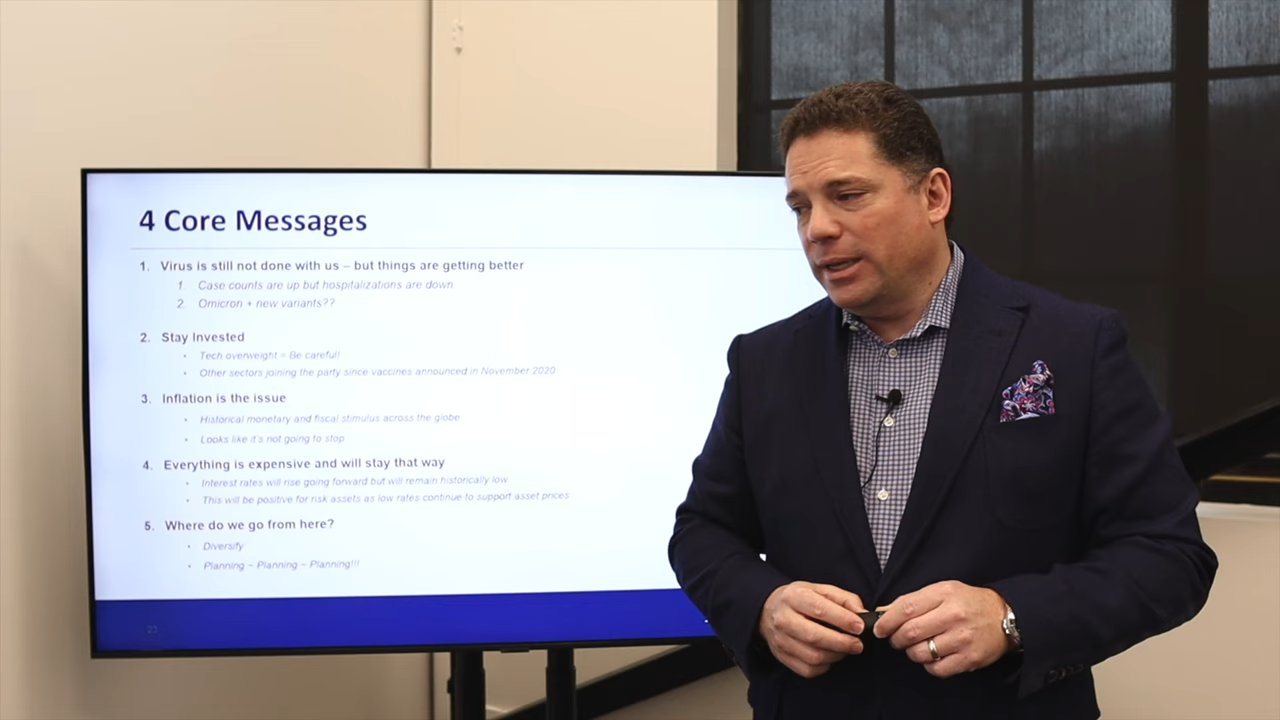 4 Core Messages
1. Virus is still not done with us – but things are getting better
1 Case counts are up but hospitalizations are down
2. Omicron + new variants??
2. Stay Invested
• Tech overweight = Be careful!
• Other sectors joining the party since vaccines announced in November 2020
3. Inflation is the issue
• Historical monetary and fiscal stimulus across the globe
• Looks like it's not going to stop
4. Everything is expensive and will stay that way
• Interest rates will rise going forward but will remain historically low
• This will be positive for risk assets as low rates continue to support asset prices
5. Where do we go from here?
• Diversify
• Planning – Planning – Planning!!!
23